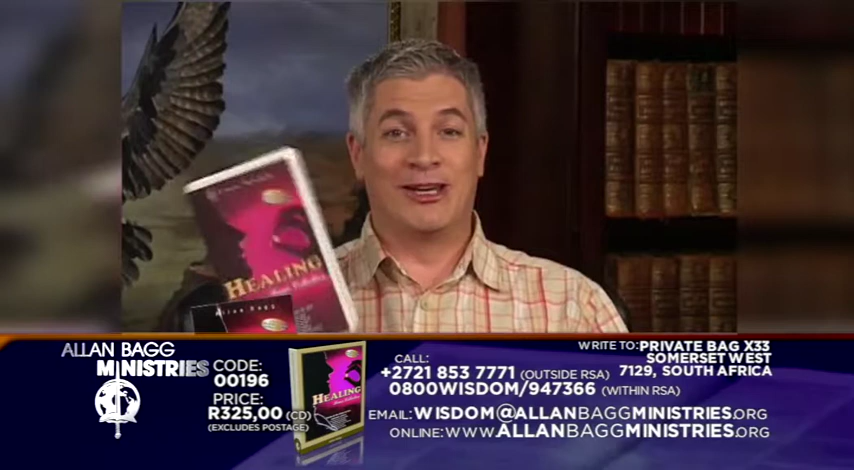 HEALING
Allan Bagg
ALLAN BAGG
MINISTRIES
CODE:
00196
PRICE:
R325,00 (CD)
(EXCLUDES POSTAGE)
HEALING
CALL:
+2721 853 7771 (OUTSIDE RSA)
0800WISDOM/947366 (WITHIN RSA)
WRITE TO: PRIVATE BAG X33
SOMERSET WEST
7129, SOUTH AFRICA
EMAIL: WISDOM@ALLANBAGGMINISTRIES.ORG
ONLINE: WWW.ALLANBAGGMINISTRIES.ORG